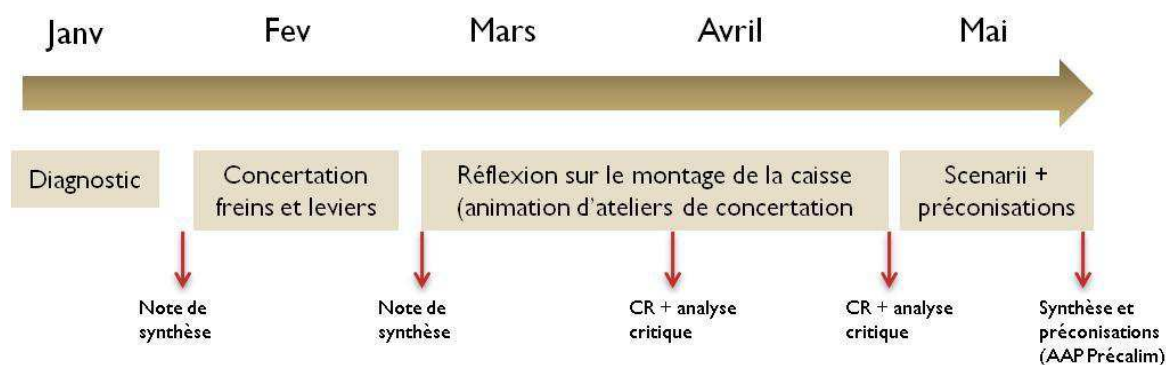 Janv Fev Mars Avril Mai
Diagnostic
Concertation
freins et leviers
Réflexion sur le montage de la caisse
(animation d'ateliers de concertation
Scenarii +
préconisations
Note de
synthèse
Note de
synthèse
CR + analyse
critique
CR + analyse
critique
Synthèse et
préconisations
(AAP Précalim)